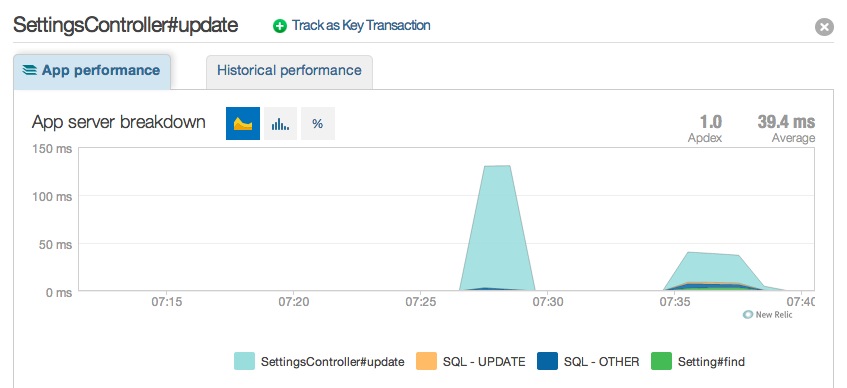 SettingsController#update Track as Key Transaction
App performance Historical performance
App server breakdown % 1.0 39.4 ms
Apdex Average
150 ms
100 ms
50 ms
0 ms
07:15 07:20 07:25 07:30 07:35 07:40
New Relic
SettingsController#update SQL - UPDATE SQL - OTHER Setting#find